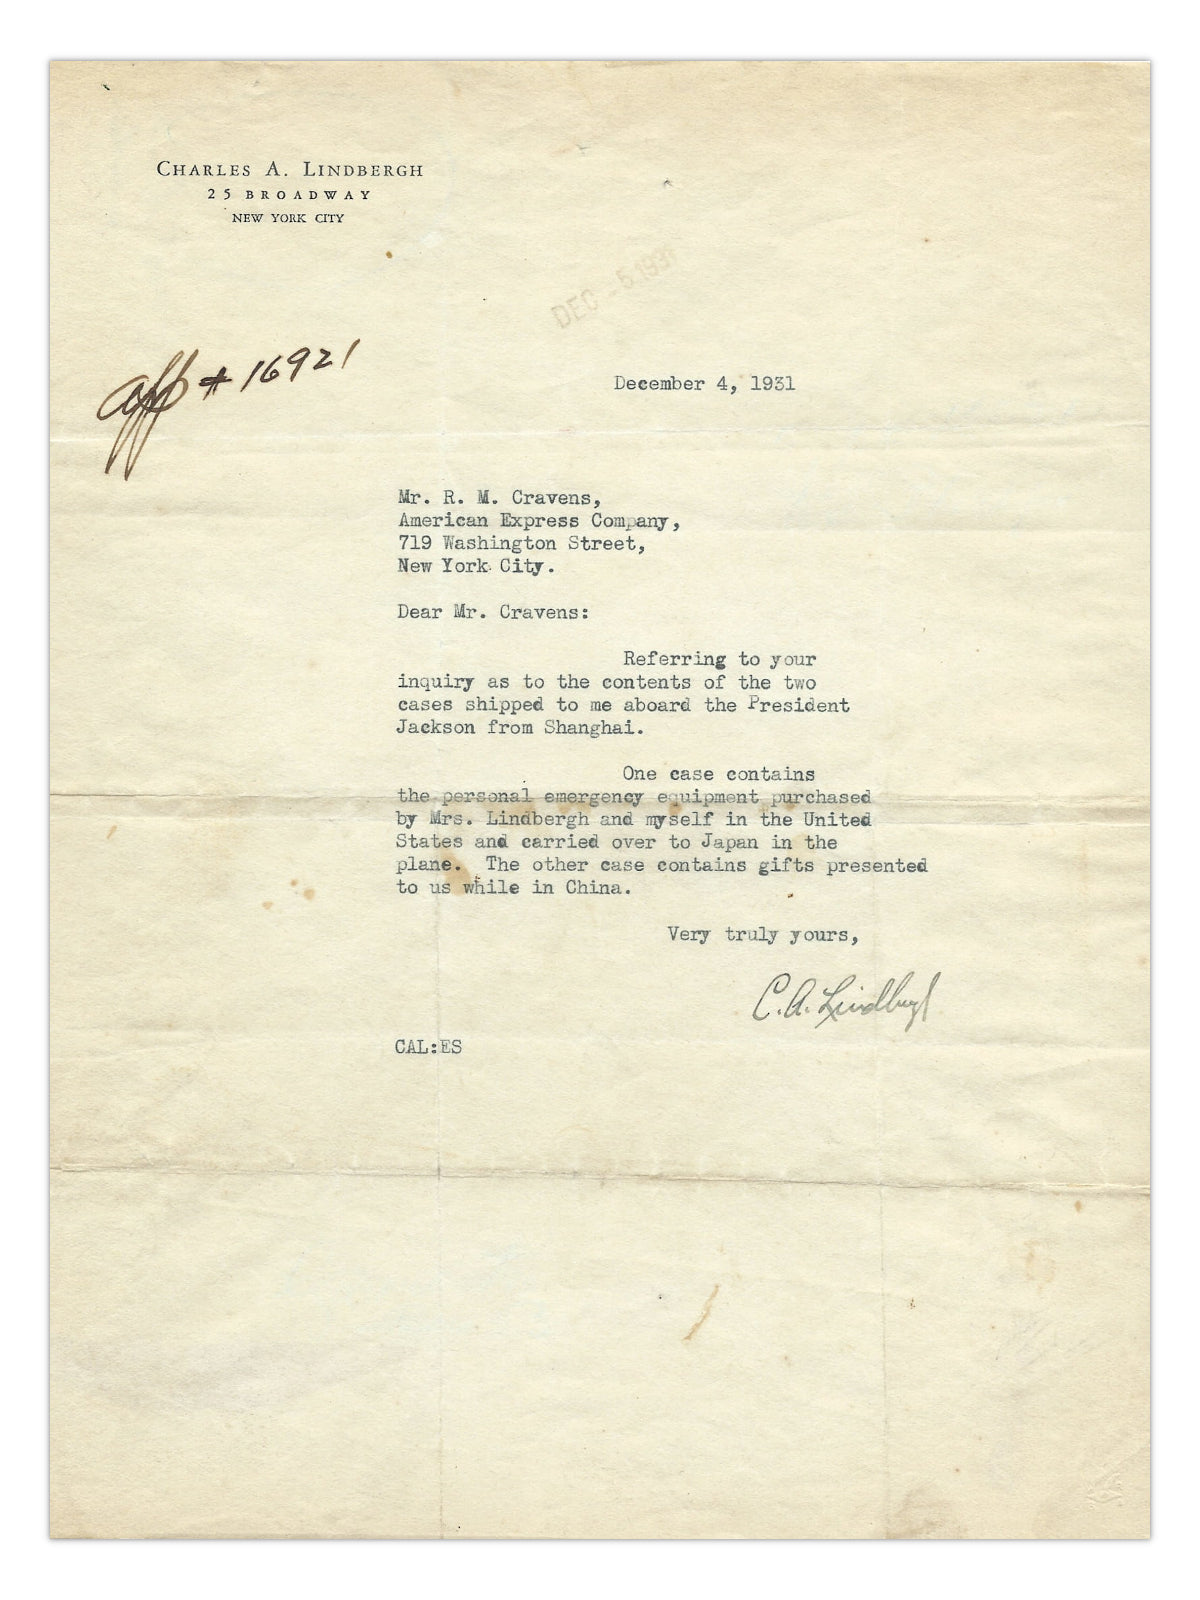 CHARLES A. LINDBERGH
25 BROADWAY
NEW YORK CITY
DEC - 5 1931
aff # 16921
December 4, 1931
Mr. R. M. Cravens,
American Express Company,
719 Washington Street,
New York City.
Dear Mr. Cravens:
Referring to your
inquiry as to the contents of the two
cases shipped to me aboard the President
Jackson from Shanghai.
One case contains
the personal emergency equipment purchased
by Mrs. Lindbergh and myself in the United
States and carried over to Japan in the
plane. The other case contains gifts presented
to us while in China.
Very truly yours,
C. A. Lindbergh
CAL:ES